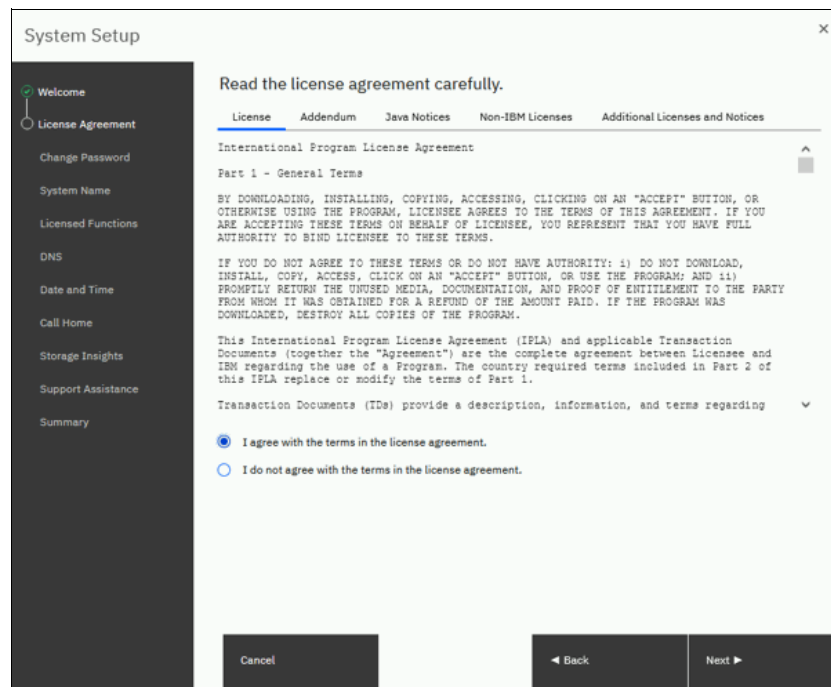 System Setup
×
Welcome
License Agreement
Change Password
System Name
Licensed Functions
DNS
Date and Time
Call Home
Storage Insights
Support Assistance
Summary
Read the license agreement carefully.
License Addendum Java Notices Non-IBM Licenses Additional Licenses and Notices
International Program License Agreement
Part 1 - General Terms
BY DOWNLOADING, INSTALLING, COPYING, ACCESSING, CLICKING ON AN "ACCEPT" BUTTON, OR
OTHERWISE USING THE PROGRAM, LICENSEE AGREES TO THE TERMS OF THIS AGREEMENT. IF YOU
ARE ACCEPTING THESE TERMS ON BEHALF OF LICENSEE, YOU REPRESENT THAT YOU HAVE FULL
AUTHORITY TO BIND LICENSEE TO THESE TERMS.
IF YOU DO NOT AGREE TO THESE TERMS OR DO NOT HAVE AUTHORITY: i) DO NOT DOWNLOAD,
INSTALL, COPY, ACCESS, CLICK ON AN "ACCEPT" BUTTON, OR USE THE PROGRAM; AND ii)
PROMPTLY RETURN THE UNUSED MEDIA, DOCUMENTATION, AND PROOF OF ENTITLEMENT TO THE PARTY
FROM WHOM IT WAS OBTAINED FOR A REFUND OF THE AMOUNT PAID. IF THE PROGRAM WAS
DOWNLOADED, DESTROY ALL COPIES OF THE PROGRAM.
This International Program License Agreement (IPLA) and applicable Transaction
Documents (together the "Agreement") are the complete agreement between Licensee and
IBM regarding the use of a Program. The country required terms included in Part 2 of
this IPLA replace or modify the terms of Part 1.
Transaction Documents (TDs) provide a description, information, and terms regarding
I agree with the terms in the license agreement.
I do not agree with the terms in the license agreement.
Cancel
◄ Back
Next ►